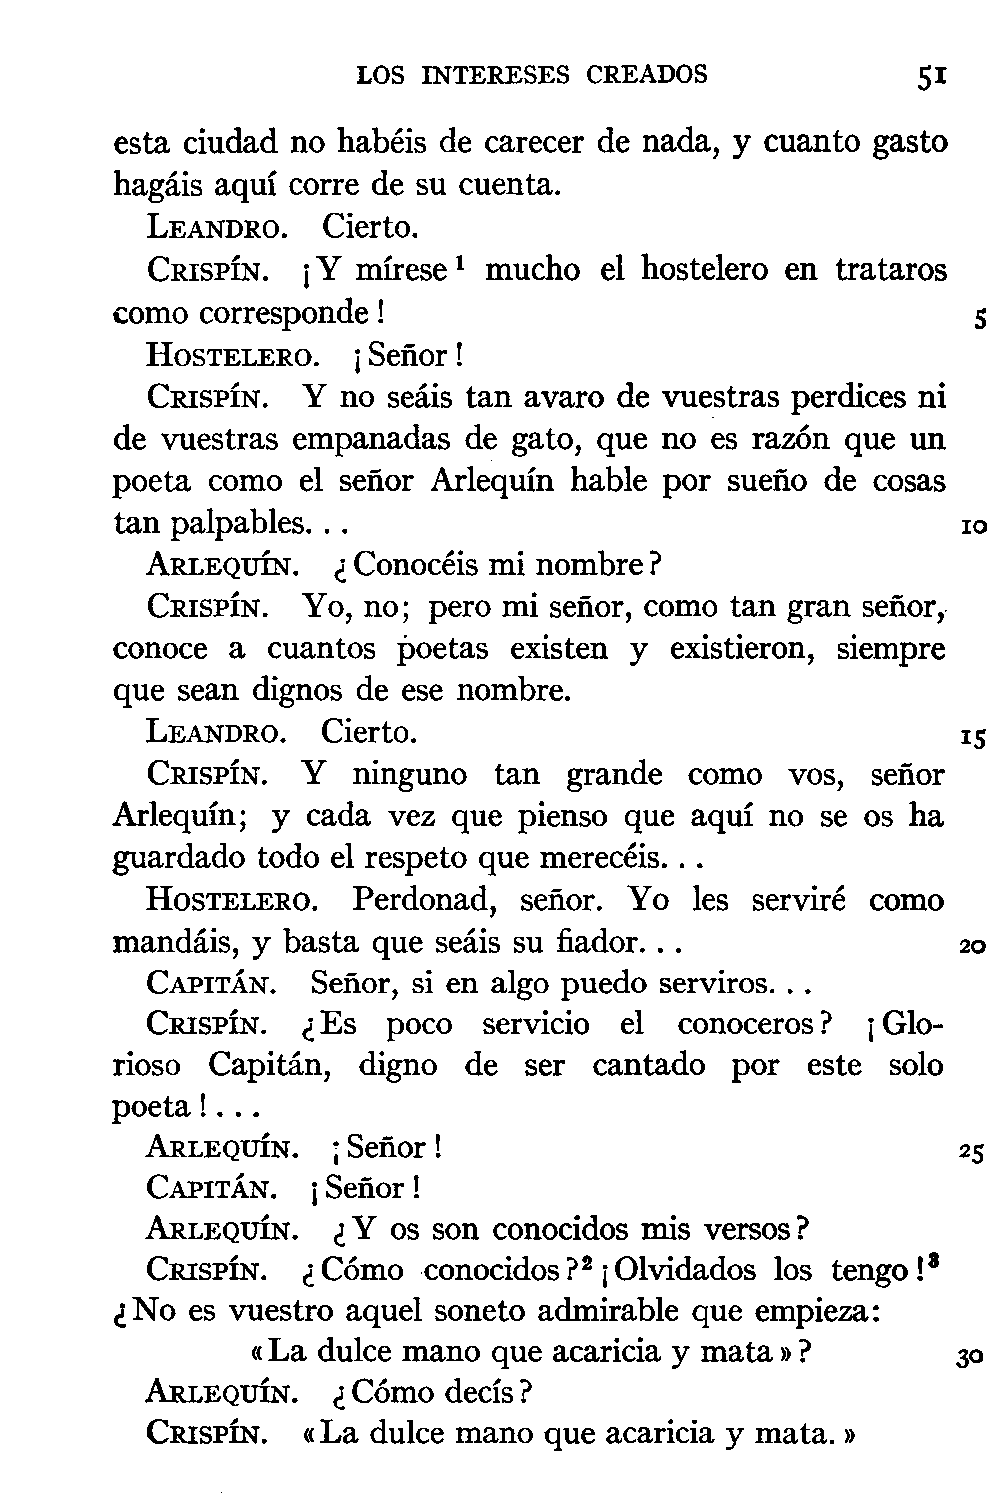 LOS INTERESES CREADOS 51
esta ciudad no habéis de carecer de nada, y cuanto gasto
hagáis aquí corre de su cuenta.
LEANDRO. Cierto.
CRISPÍN. ¡Y mírese¹ mucho el hostelero en trataros
como corresponde! 5
HOSTELERO. ¡Señor!
CRISPÍN. Y no seáis tan avaro de vuestras perdices ni
de vuestras empanadas de gato, que no es razón que un
poeta como el señor Arlequín hable por sueño de cosas
tan palpables. . . 10
ARLEQUÍN. ¿Conocéis mi nombre?
CRISPÍN. Yo, no; pero mi señor, como tan gran señor,
conoce a cuantos poetas existen y existieron, siempre
que sean dignos de ese nombre.
LEANDRO. Cierto. 15
CRISPÍN. Y ninguno tan grande como vos, señor
Arlequín; y cada vez que pienso que aquí no se os ha
guardado todo el respeto que merecéis. . .
HOSTELERO. Perdonad, señor. Yo les serviré como
mandáis, y basta que seáis su fiador. . . 20
CAPITÁN. Señor, si en algo puedo serviros. . .
CRISPÍN. ¿Es poco servicio el conoceros? ¡Glo-
rioso Capitán, digno de ser cantado por este solo
poeta!. . .
ARLEQUÍN. ¡Señor! 25
CAPITÁN. ¡Señor!
ARLEQUÍN. ¿Y os son conocidos mis versos?
CRISPÍN. ¿Cómo conocidos?² ¡Olvidados los tengo!³
¿No es vuestro aquel soneto admirable que empieza:
«La dulce mano que acaricia y mata»? 30
ARLEQUÍN. ¿Cómo decís?
CRISPÍN. «La dulce mano que acaricia y mata.»